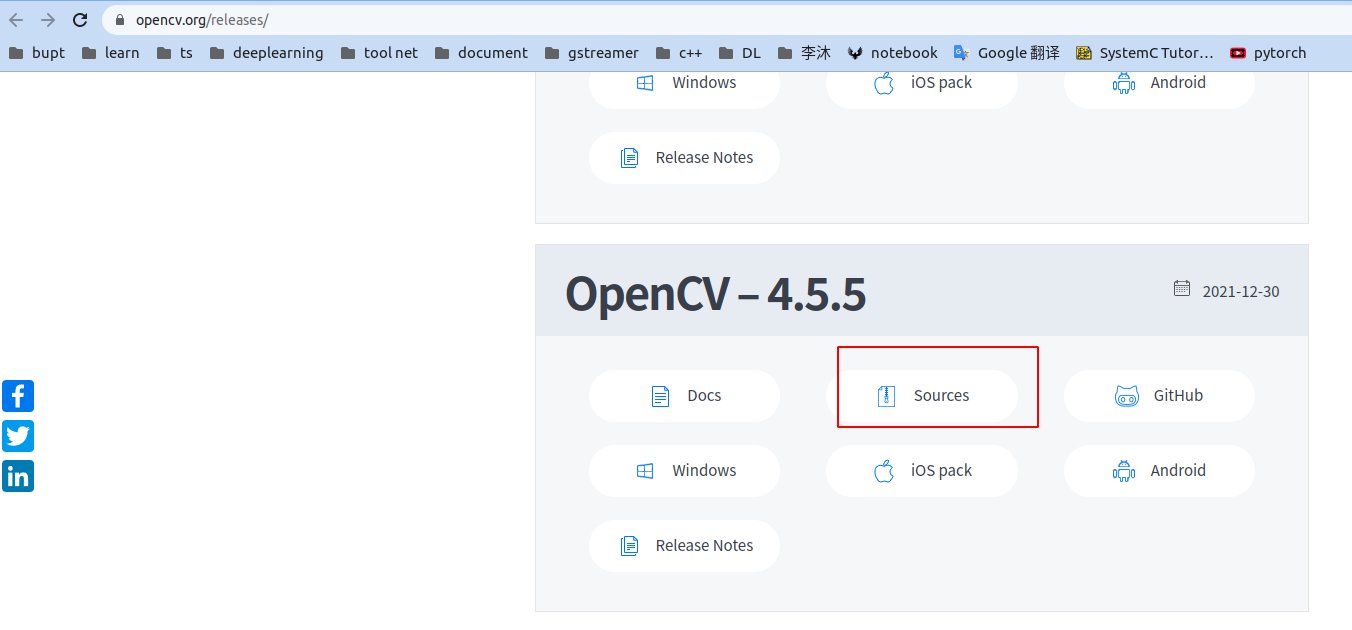 opencv.org/releases/
bupt learn ts deeplearning tool net document gstreamer c++ DL 李沐 notebook Google 翻译 SystemC Tutor… pytorch
Windows iOS pack Android
Release Notes
OpenCV – 4.5.5 2021-12-30
Docs Sources GitHub
Windows iOS pack Android
Release Notes